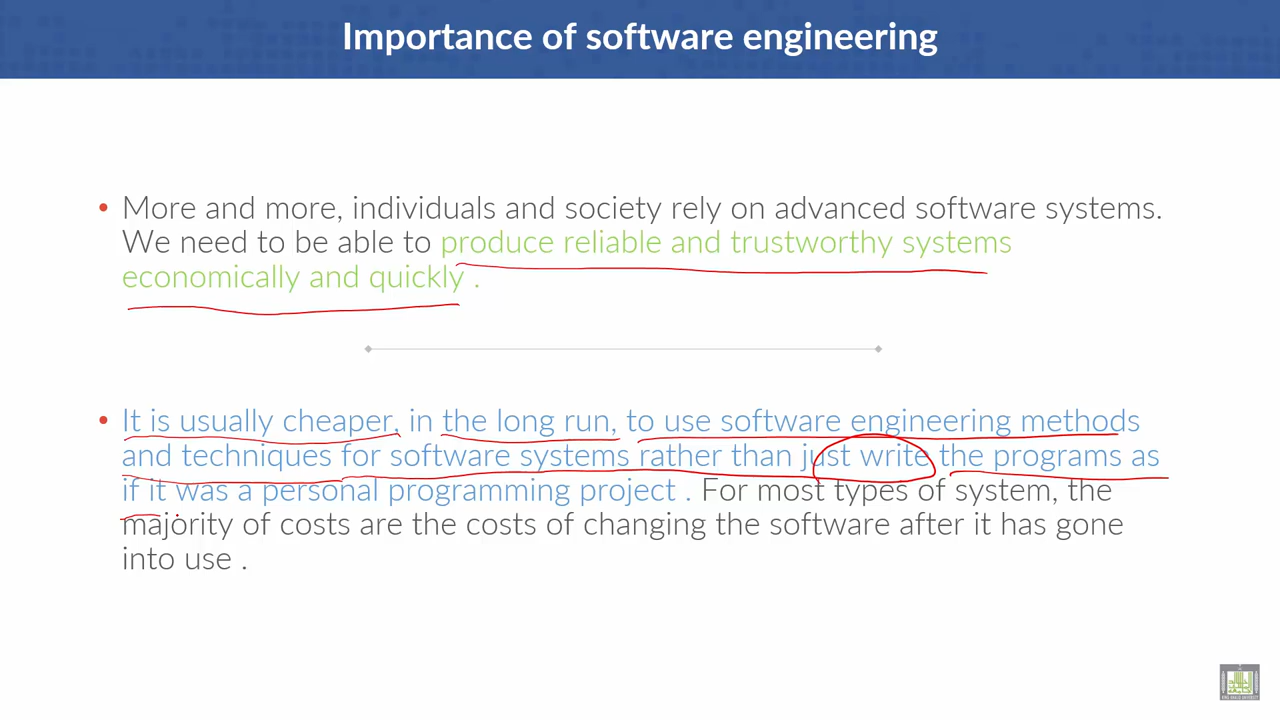 Importance of software engineering
• More and more, individuals and society rely on advanced software systems.
We need to be able to produce reliable and trustworthy systems
economically and quickly .
• It is usually cheaper, in the long run, to use software engineering methods
and techniques for software systems rather than just write the programs as
if it was a personal programming project . For most types of system, the
majority of costs are the costs of changing the software after it has gone
into use .